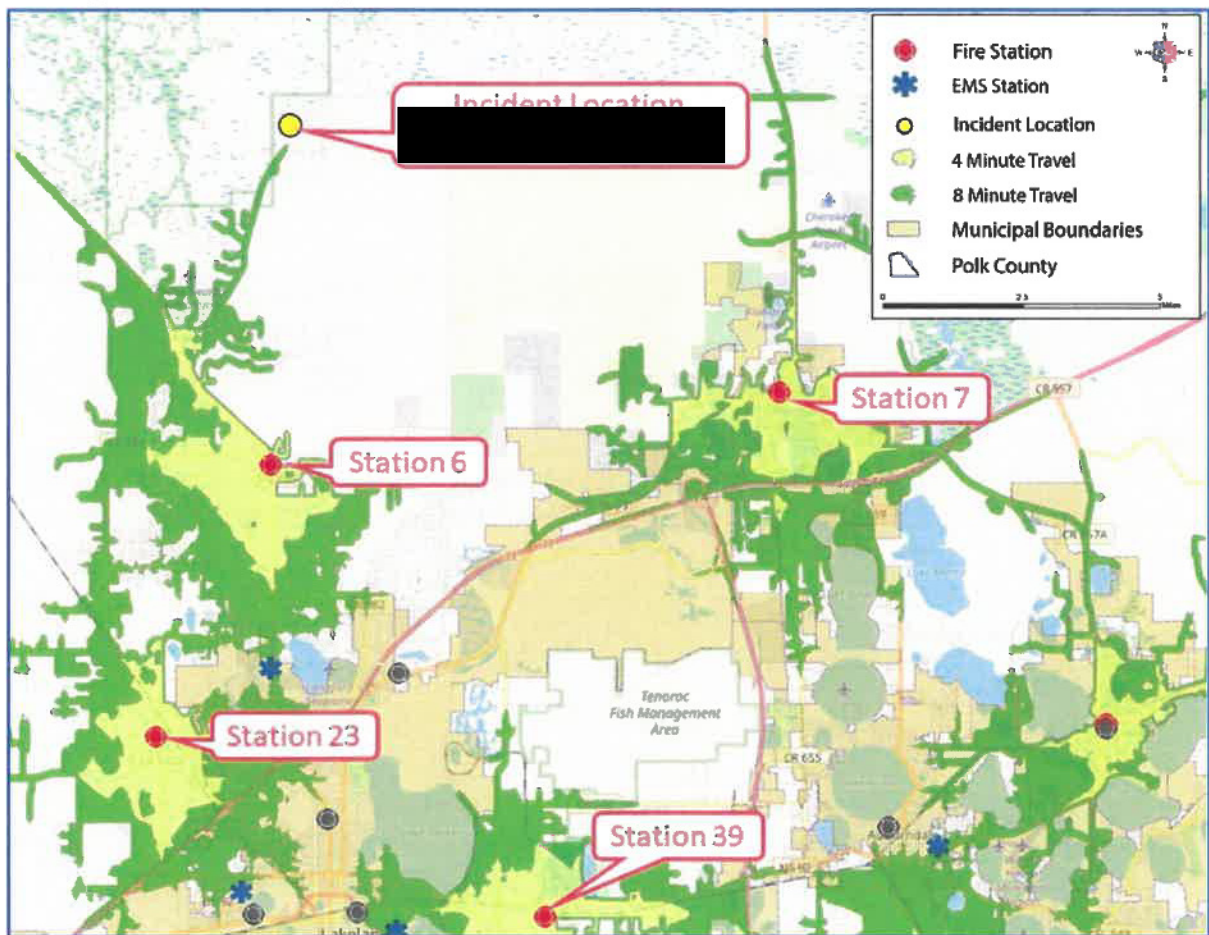 Incident Location
Fire Station
EMS Station
Incident Location
4 Minute Travel
8 Minute Travel
Municipal Boundaries
Polk County
N
W
E
S
0
2.5
5
Airport
Station 7
CR 557
Station 6
Tenoroc
Fish Management
Area
Station 23
CR 655
Station 39